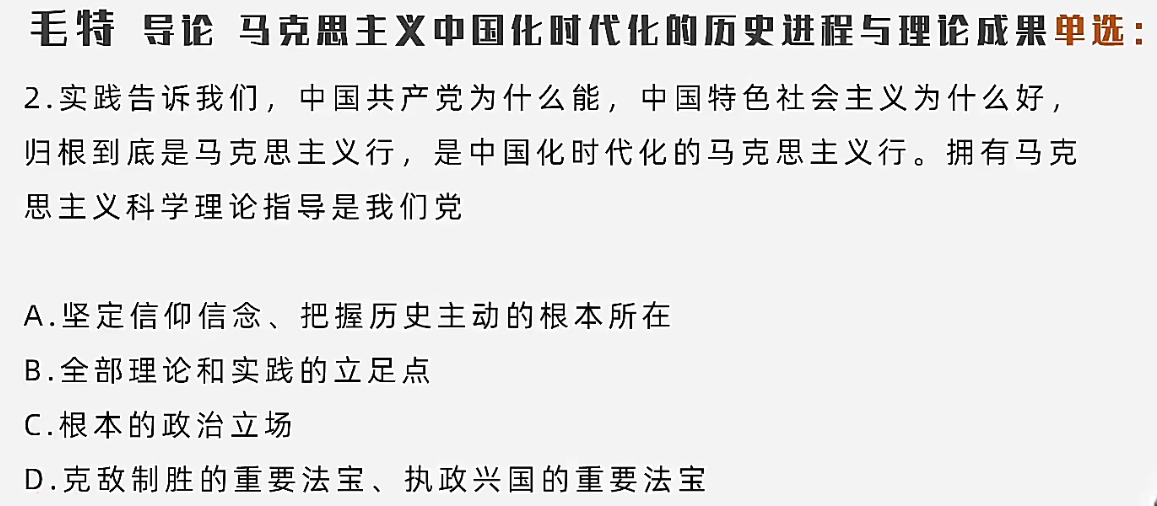 毛特 导论 马克思主义中国化时代化的历史进程与理论成果单选：
2.实践告诉我们，中国共产党为什么能，中国特色社会主义为什么好，
归根到底是马克思主义行，是中国化时代化的马克思主义行。拥有马克
思主义科学理论指导是我们党
A.坚定信仰信念、把握历史主动的根本所在
B.全部理论和实践的立足点
C.根本的政治立场
D.克敌制胜的重要法宝、执政兴国的重要法宝